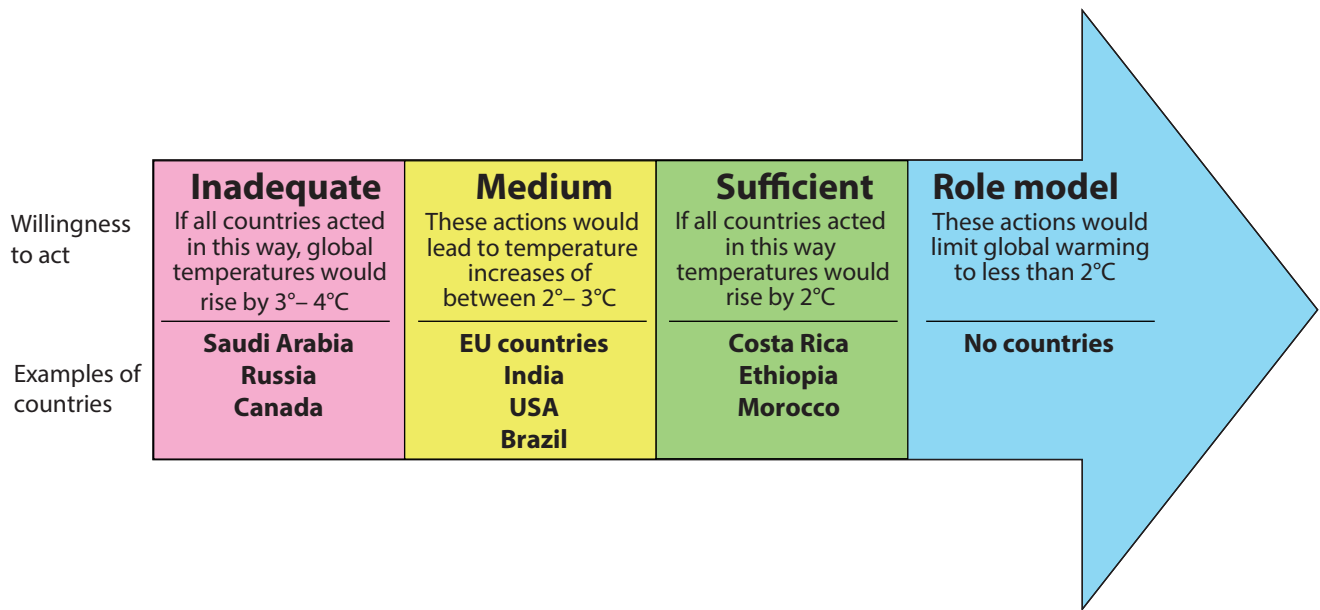 Willingness
to act
Inadequate
If all countries acted
in this way, global
temperatures would
rise by 3°– 4°C
Medium
These actions would
lead to temperature
increases of
between 2°– 3°C
Sufficient
If all countries acted
in this way
temperatures would
rise by 2°C
Role model
These actions would
limit global warming
to less than 2°C
Examples of
countries
Saudi Arabia
Russia
Canada
EU countries
India
USA
Brazil
Costa Rica
Ethiopia
Morocco
No countries